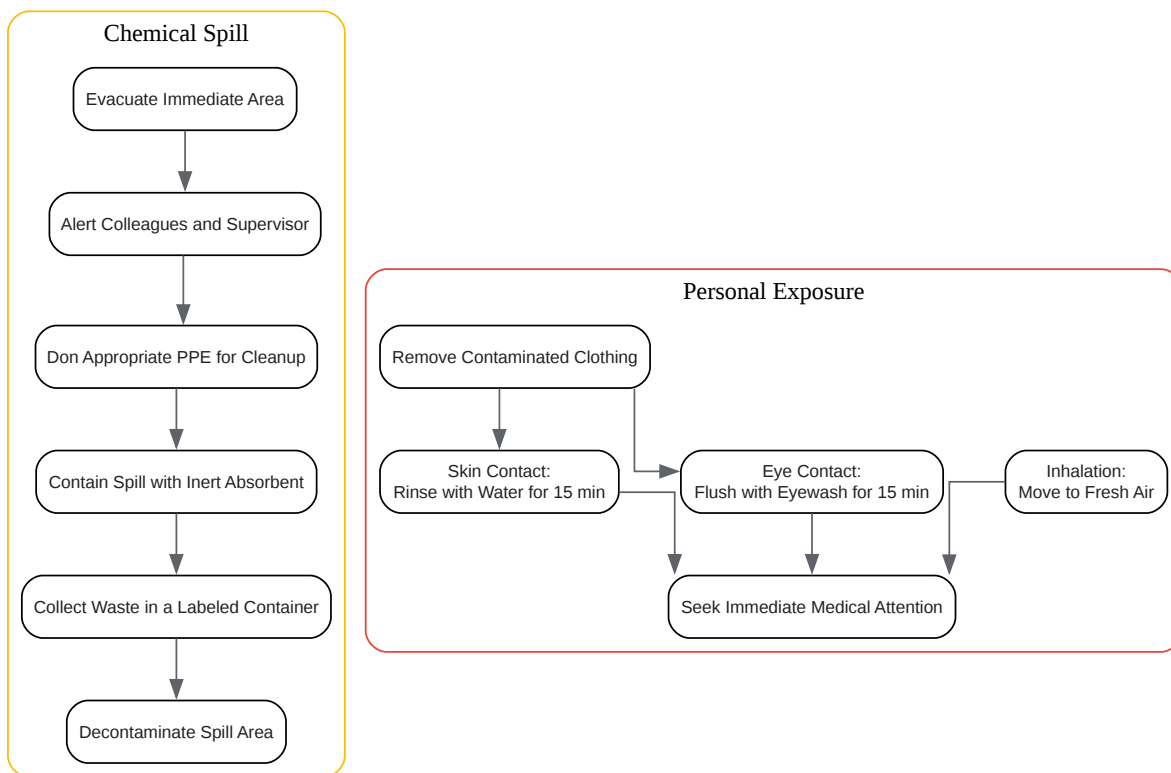 Chemical Spill
Evacuate Immediate Area
Alert Colleagues and Supervisor
Don Appropriate PPE for Cleanup
Contain Spill with Inert Absorbent
Collect Waste in a Labeled Container
Decontaminate Spill Area
Personal Exposure
Remove Contaminated Clothing
Skin Contact:
Rinse with Water for 15 min
Eye Contact:
Flush with Eyewash for 15 min
Inhalation:
Move to Fresh Air
Seek Immediate Medical Attention